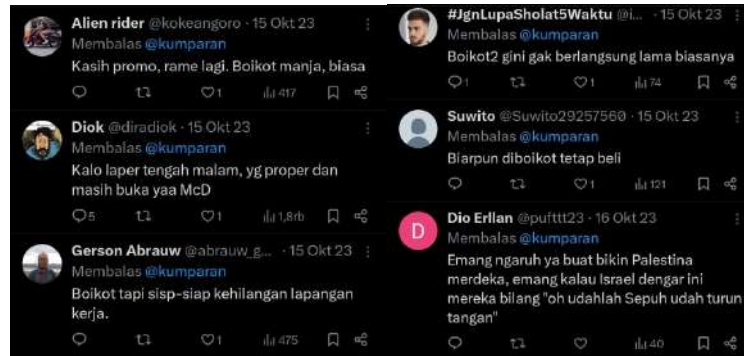 Alien rider @kokeangoro · 15 Okt 23
Membalas @kumparan
Kasih promo, rame lagi. Boikot manja, biasa
1 417
Diok @diradiok · 15 Okt 23
Membalas @kumparan
Kalo laper tengah malam, yg proper dan
masih buka yaa McD
5 1 1,8rb
Gerson Abrauw @abrauw_g... · 15 Okt 23
Membalas @kumparan
Boikot tapi sisp-siap kehilangan lapangan
kerja.
1 475
#JgnLupaSholat5Waktu @i... · 15 Okt 23
Membalas @kumparan
Boikot2 gini gak berlangsung lama biasanya
1 1 74
Suwito @Suwito29257560 · 15 Okt 23
Membalas @kumparan
Biarpun diboikot tetap beli
1 121
D
Dio Erllan @pufttt23 · 16 Okt 23
Membalas @kumparan
Emang ngaruh ya buat bikin Palestina
merdeka, emang kalau Israel dengar ini
mereka bilang "oh udahlah Sepuh udah turun
tangan"
40